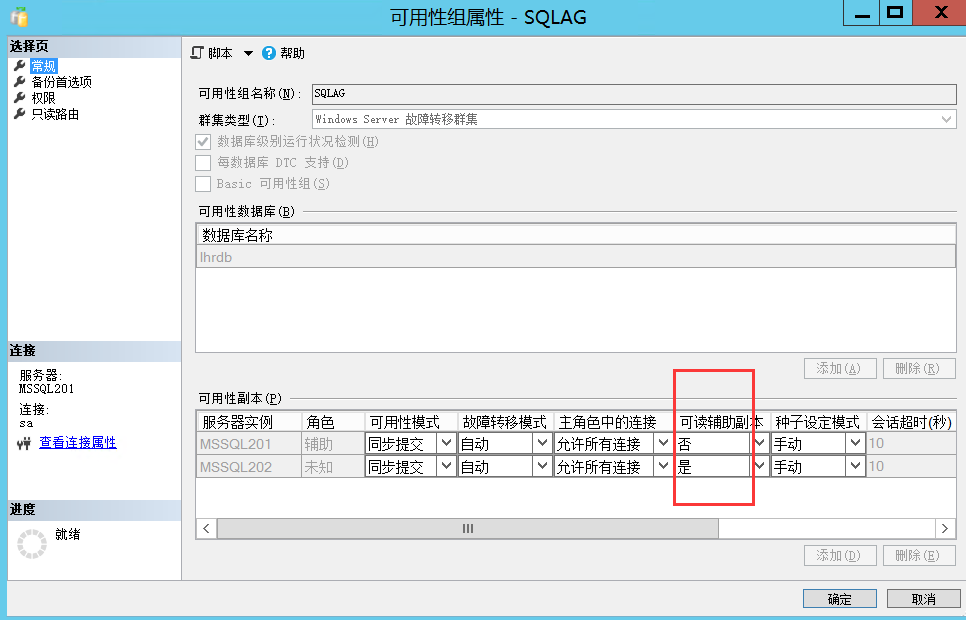 可用性组属性 - SQLAG
选择页
常规
备份首选项
权限
只读路由
连接
服务器:
MSSQL201
连接:
sa
查看连接属性
进度
就绪
脚本 帮助
可用性组名称(N): SQLAG
群集类型(T): Windows Server 故障转移群集
数据库级别运行状况检测(H)
每数据库 DTC 支持(D)
Basic 可用性组(S)
可用性数据库(B)
数据库名称
lhrdb
添加(A) 删除(R)
可用性副本(P)
服务器实例 角色 可用性模式 故障转移模式 主角色中的连接 可读辅助副本 种子设定模式 会话超时(秒)
MSSQL201 辅助 同步提交 自动 允许所有连接 否 手动 10
MSSQL202 未知 同步提交 自动 允许所有连接 是 手动 10
添加(D) 删除(E)
确定 取消